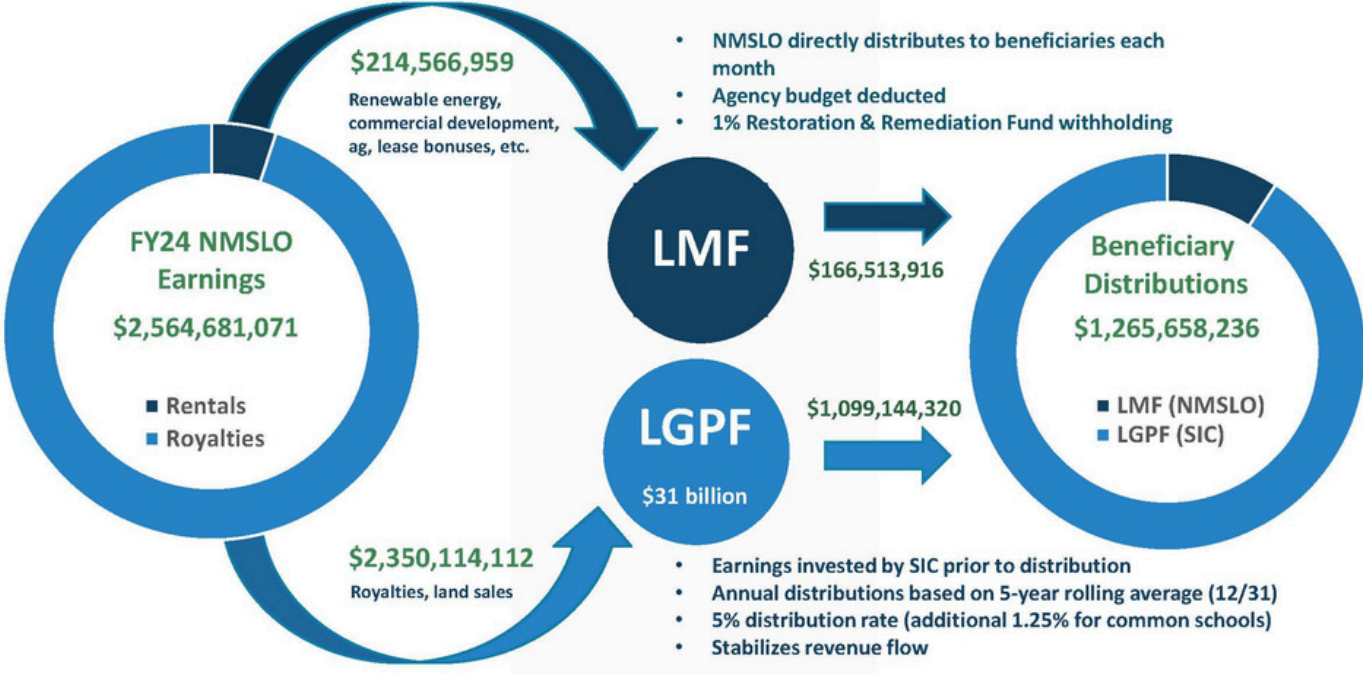 FY24 NMSLO
Earnings
$2,564,681,071
Rentals
Royalties
$214,566,959
Renewable energy,
commercial development,
ag, lease bonuses, etc.
• NMSLO directly distributes to beneficiaries each
month
• Agency budget deducted
• 1% Restoration & Remediation Fund withholding
LMF
$166,513,916
LGPF
$31 billion
$1,099,144,320
Beneficiary
Distributions
$1,265,658,236
LMF (NMSLO)
LGPF (SIC)
$2,350,114,112
Royalties, land sales
• Earnings invested by SIC prior to distribution
• Annual distributions based on 5-year rolling average (12/31)
• 5% distribution rate (additional 1.25% for common schools)
• Stabilizes revenue flow